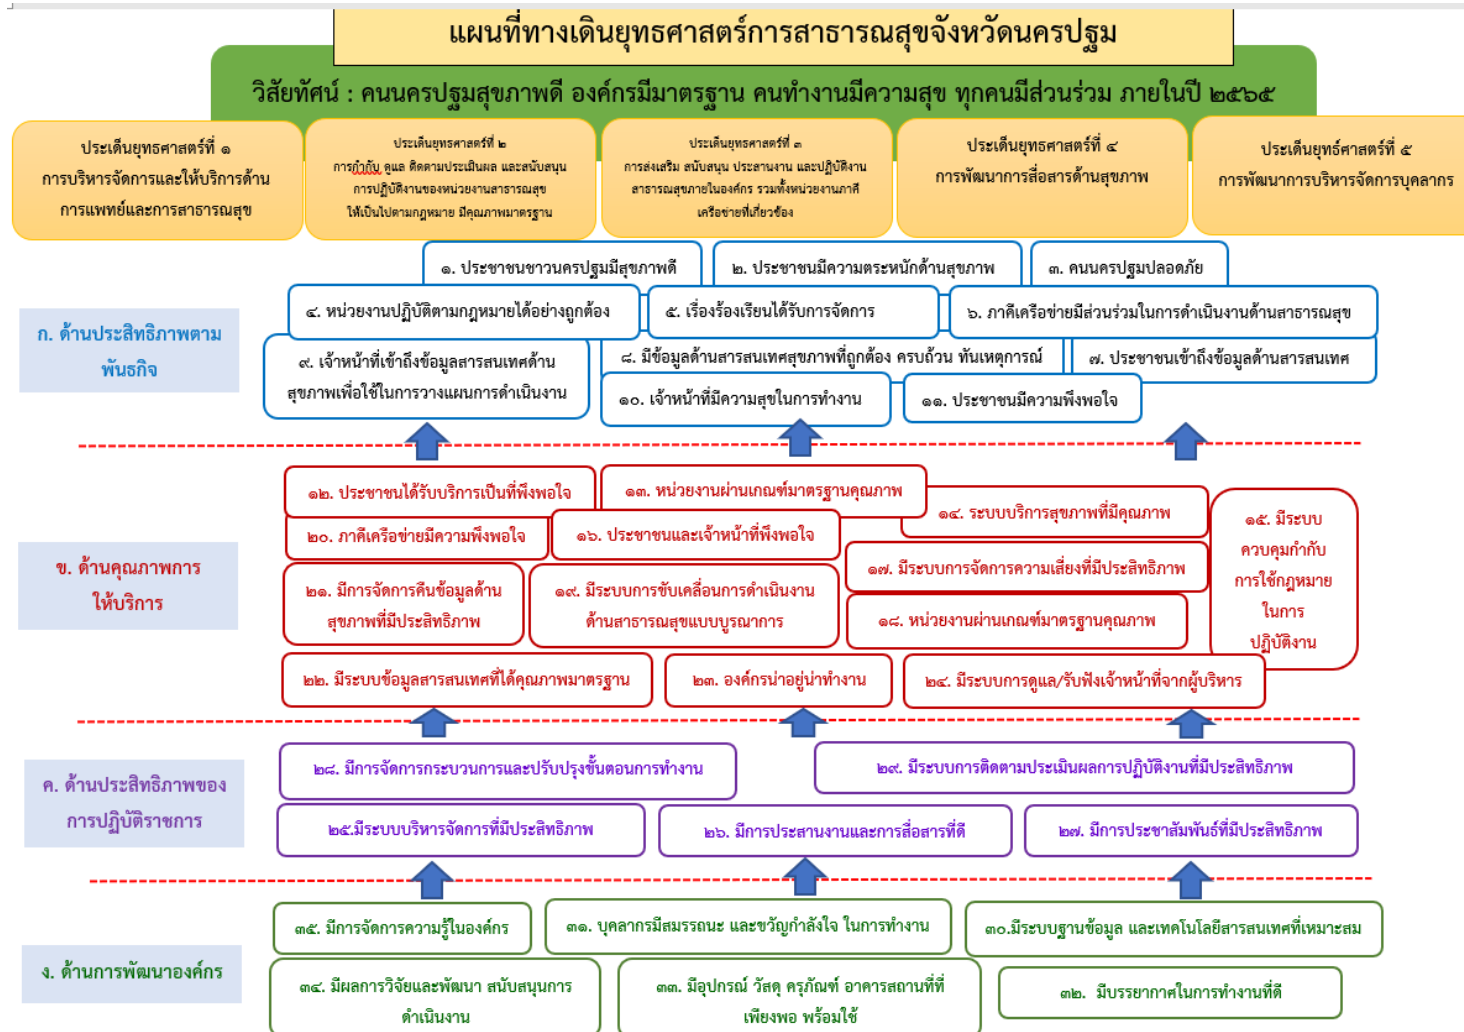 แผนที่ทางเดินยุทธศาสตร์การสาธารณสุขจังหวัดนครปฐม
วิสัยทัศน์ : คนนครปฐมสุขภาพดี องค์กรมีมาตรฐาน คนทำงานมีความสุข ทุกคนมีส่วนร่วม ภายในปี ๒๕๖๕
ประเด็นยุทธศาสตร์ที่ ๑
การบริหารจัดการและให้บริการด้าน
การแพทย์และการสาธารณสุข
ประเด็นยุทธศาสตร์ที่ ๒
การกำกับ ดูแล ติดตามประเมินผล และสนับสนุน
การปฏิบัติงานของหน่วยงานสาธารณสุข
ให้เป็นไปตามกฎหมาย มีคุณภาพมาตรฐาน
ประเด็นยุทธศาสตร์ที่ ๓
การส่งเสริม สนับสนุน ประสานงาน และปฏิบัติงาน
สาธารณสุขภายในองค์กร รวมทั้งหน่วยงานภาคี
เครือข่ายที่เกี่ยวข้อง
ประเด็นยุทธศาสตร์ที่ ๔
การพัฒนาการสื่อสารด้านสุขภาพ
ประเด็นยุทธ์ศาสตร์ที่ ๕
การพัฒนาการบริหารจัดการบุคลากร
ก. ด้านประสิทธิภาพตาม
พันธกิจ
๑. ประชาชนชาวนครปฐมมีสุขภาพดี
๒. ประชาชนมีความตระหนักด้านสุขภาพ
๓. คนนครปฐมปลอดภัย
๔. หน่วยงานปฏิบัติตามกฎหมายได้อย่างถูกต้อง
๕. เรื่องร้องเรียนได้รับการจัดการ
๖. ภาคีเครือข่ายมีส่วนร่วมในการดำเนินงานด้านสาธารณสุข
๙. เจ้าหน้าที่เข้าถึงข้อมูลสารสนเทศด้าน
สุขภาพเพื่อใช้ในการวางแผนการดำเนินงาน
๘. มีข้อมูลด้านสารสนเทศสุขภาพที่ถูกต้อง ครบถ้วน ทันเหตุการณ์
๗. ประชาชนเข้าถึงข้อมูลด้านสารสนเทศ
๑๐. เจ้าหน้าที่มีความสุขในการทำงาน
๑๑. ประชาชนมีความพึงพอใจ
ข. ด้านคุณภาพการ
ให้บริการ
๑๒. ประชาชนได้รับบริการเป็นที่พึงพอใจ
๑๓. หน่วยงานผ่านเกณฑ์มาตรฐานคุณภาพ
๑๔. ระบบบริการสุขภาพที่มีคุณภาพ
๑๕. มีระบบ
ควบคุมกำกับ
การใช้กฎหมาย
ในการ
ปฏิบัติงาน
๒๐. ภาคีเครือข่ายมีความพึงพอใจ
๑๖. ประชาชนและเจ้าหน้าที่พึงพอใจ
๑๗. มีระบบการจัดการความเสี่ยงที่มีประสิทธิภาพ
๒๑. มีการจัดการคืนข้อมูลด้าน
สุขภาพที่มีประสิทธิภาพ
๑๙. มีระบบการขับเคลื่อนการดำเนินงาน
ด้านสาธารณสุขแบบบูรณาการ
๑๘. หน่วยงานผ่านเกณฑ์มาตรฐานคุณภาพ
๒๒. มีระบบข้อมูลสารสนเทศที่ได้คุณภาพมาตรฐาน
๒๓. องค์กรน่าอยู่น่าทำงาน
๒๔. มีระบบการดูแล/รับฟังเจ้าหน้าที่จากผู้บริหาร
ค. ด้านประสิทธิภาพของ
การปฏิบัติราชการ
๒๘. มีการจัดการกระบวนการและปรับปรุงขั้นตอนการทำงาน
๒๙. มีระบบการติดตามประเมินผลการปฏิบัติงานที่มีประสิทธิภาพ
๒๕.มีระบบบริหารจัดการที่มีประสิทธิภาพ
๒๖. มีการประสานงานและการสื่อสารที่ดี
๒๗. มีการประชาสัมพันธ์ที่มีประสิทธิภาพ
ง. ด้านการพัฒนาองค์กร
๓๕. มีการจัดการความรู้ในองค์กร
๓๑. บุคลากรมีสมรรถนะ และขวัญกำลังใจ ในการทำงาน
๓๐.มีระบบฐานข้อมูล และเทคโนโลยีสารสนเทศที่เหมาะสม
๓๔. มีผลการวิจัยและพัฒนา สนับสนุนการ
ดำเนินงาน
๓๓. มีอุปกรณ์ วัสดุ ครุภัณฑ์ อาคารสถานที่ที่
เพียงพอ พร้อมใช้
๓๒. มีบรรยากาศในการทำงานที่ดี